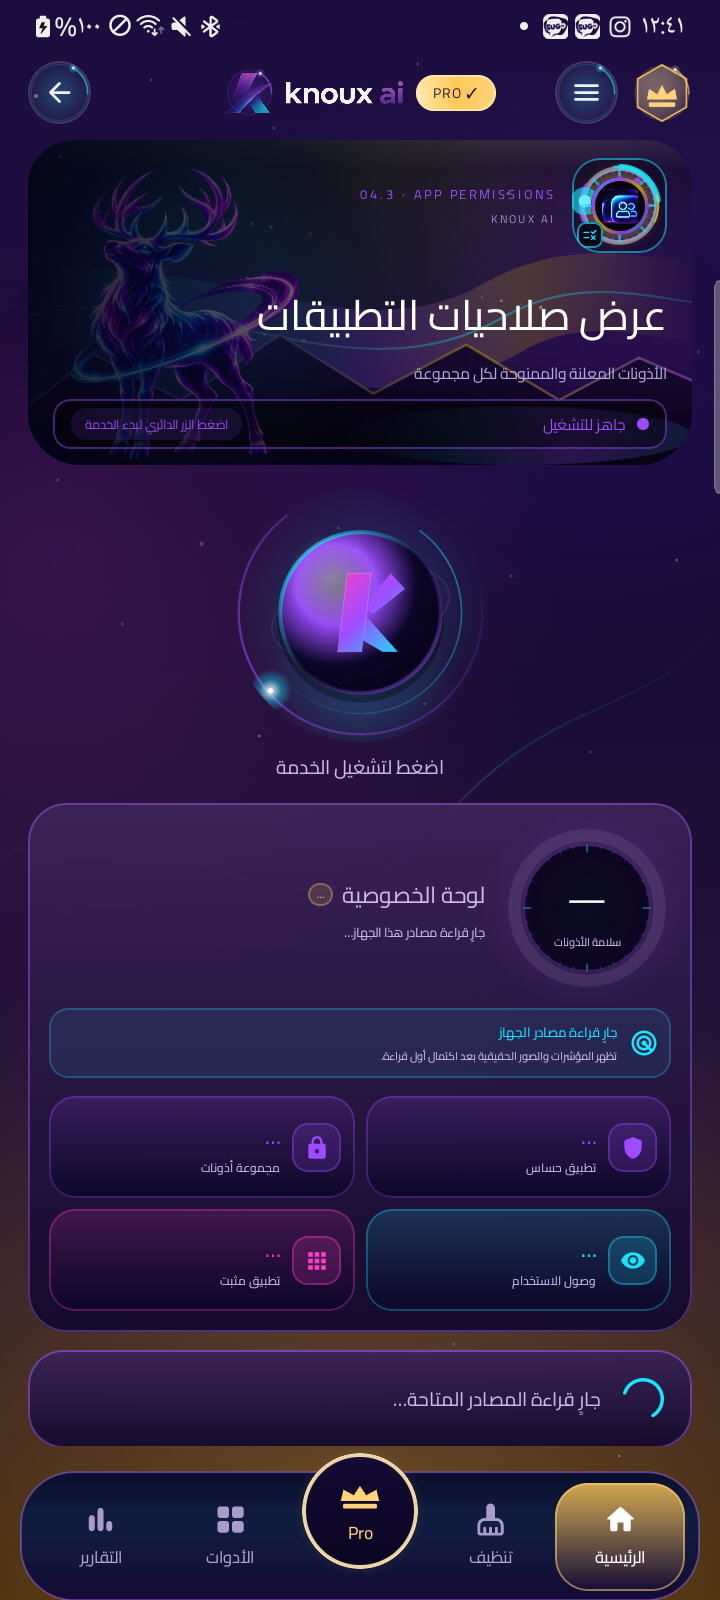 ١٢:٤١
%١٠٠
knoux ai
PRO ✓
04.3 · APP PERMISSIONS
KNOUX AI
عرض صلاحيات التطبيقات
الأذونات المعلنة والممنوحة لكل مجموعة
جاهز للتشغيل
اضغط الزر الدائري لبدء الخدمة
اضغط لتشغيل الخدمة
لوحة الخصوصية ...
جارٍ قراءة مصادر هذا الجهاز...
—
سلامة الأذونات
جارٍ قراءة مصادر الجهاز
تظهر المؤشرات والصور الحقيقية بعد اكتمال أول قراءة.
...
تطبيق حساس
...
مجموعة أذونات
...
وصول الاستخدام
...
تطبيق مثبت
جارٍ قراءة المصادر المتاحة...
الرئيسية
تنظيف
Pro
الأدوات
التقارير